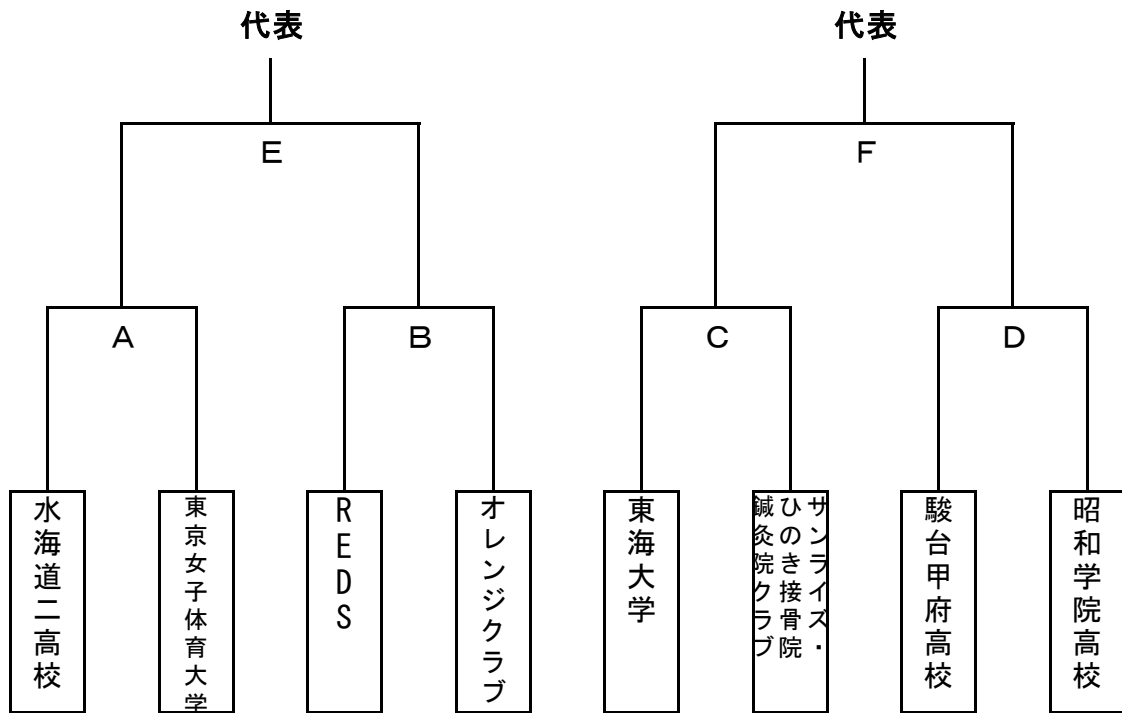 代表
代表
E
F
A
B
C
D
水海道二高校
東京女子体育大学
REDS
オレンジクラブ
東海大学
サンライズ・
ひのき接骨院
鍼灸院クラブ
駿台甲府高校
昭和学院高校